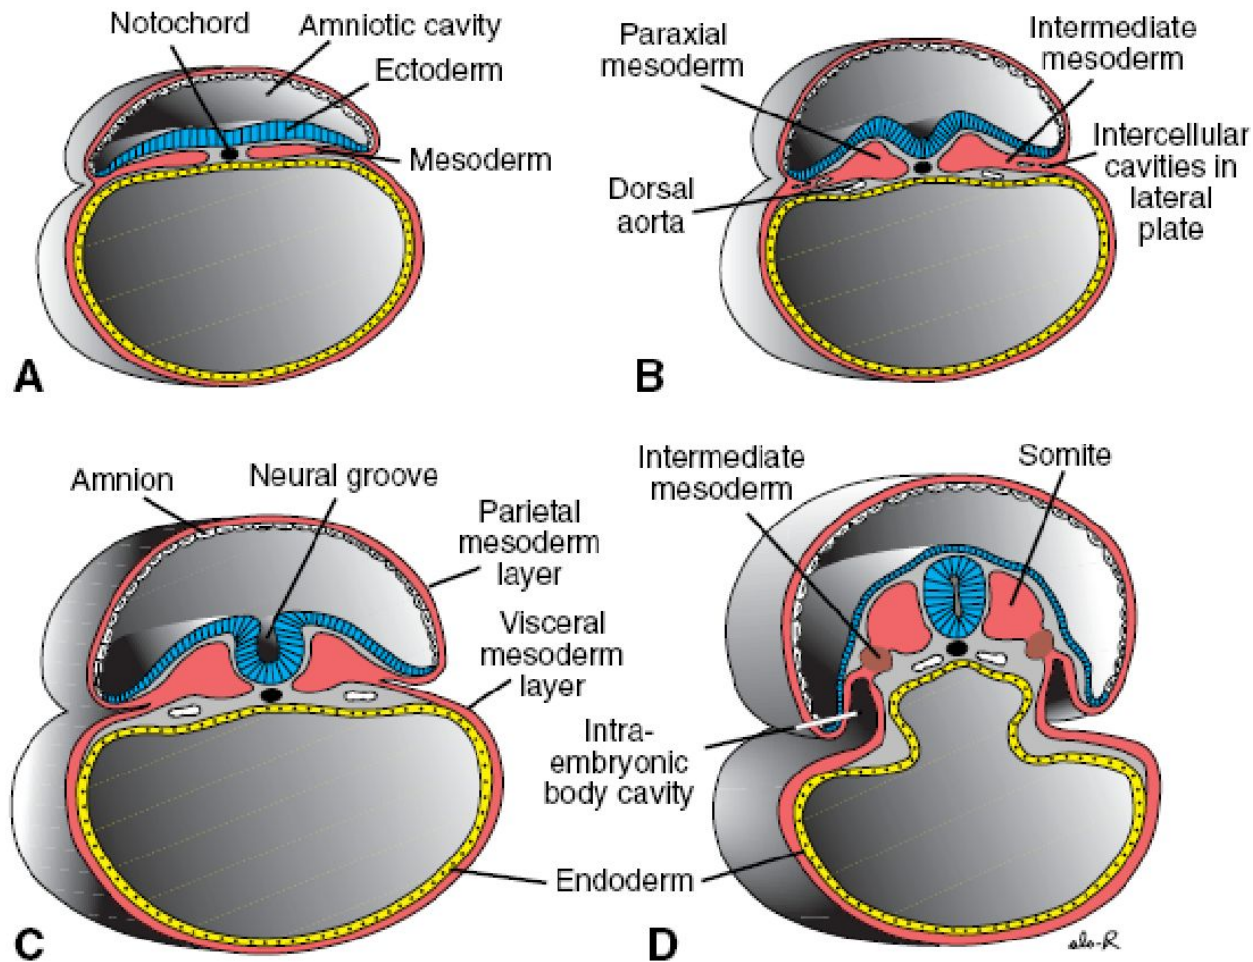 Notochord
Amniotic cavity
Ectoderm
Mesoderm
A
Paraxial
mesoderm
Intermediate
mesoderm
Intercellular
cavities in
lateral
plate
Dorsal
aorta
B
Amnion
Neural groove
Parietal
mesoderm
layer
Visceral
mesoderm
layer
C
Intermediate
mesoderm
Somite
Intra-
embryonic
body cavity
Endoderm
D